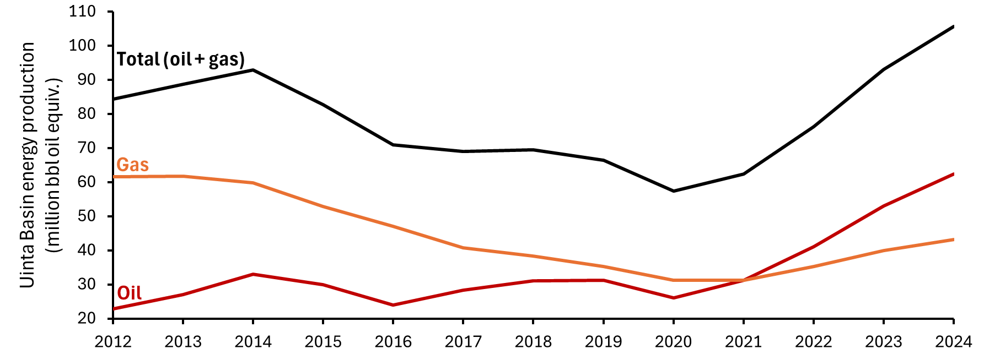 Uinta Basin energy production
(million bbl oil equiv.)
110
100
90
80
70
60
50
40
30
20
Total (oil + gas)
Gas
Oil
2012 2013 2014 2015 2016 2017 2018 2019 2020 2021 2022 2023 2024